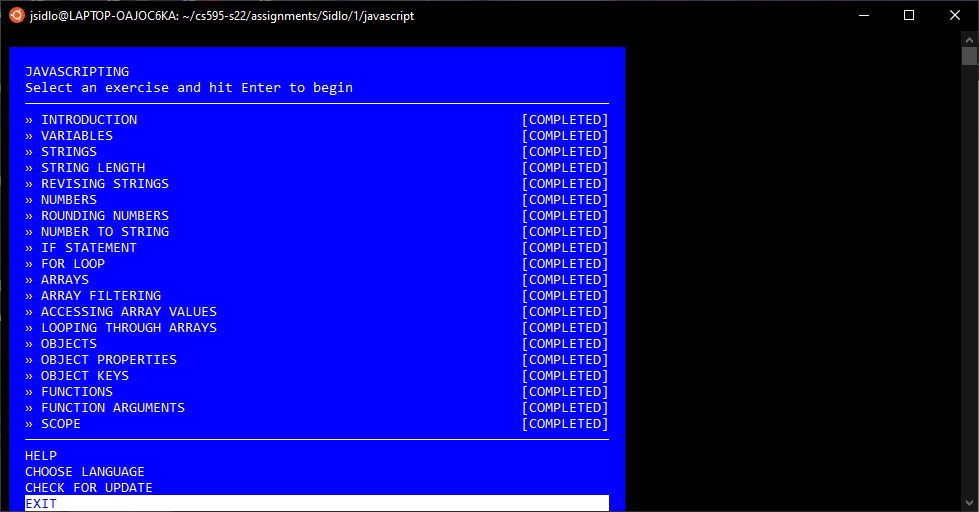 jsidlo@LAPTOP-OAJOC6KA: ~/cs595-s22/assignments/Sidlo/1/javascript
JAVASCRIPTING
Select an exercise and hit Enter to begin
» INTRODUCTION [COMPLETED]
» VARIABLES [COMPLETED]
» STRINGS [COMPLETED]
» STRING LENGTH [COMPLETED]
» REVISING STRINGS [COMPLETED]
» NUMBERS [COMPLETED]
» ROUNDING NUMBERS [COMPLETED]
» NUMBER TO STRING [COMPLETED]
» IF STATEMENT [COMPLETED]
» FOR LOOP [COMPLETED]
» ARRAYS [COMPLETED]
» ARRAY FILTERING [COMPLETED]
» ACCESSING ARRAY VALUES [COMPLETED]
» LOOPING THROUGH ARRAYS [COMPLETED]
» OBJECTS [COMPLETED]
» OBJECT PROPERTIES [COMPLETED]
» OBJECT KEYS [COMPLETED]
» FUNCTIONS [COMPLETED]
» FUNCTION ARGUMENTS [COMPLETED]
» SCOPE [COMPLETED]
HELP
CHOOSE LANGUAGE
CHECK FOR UPDATE
EXIT